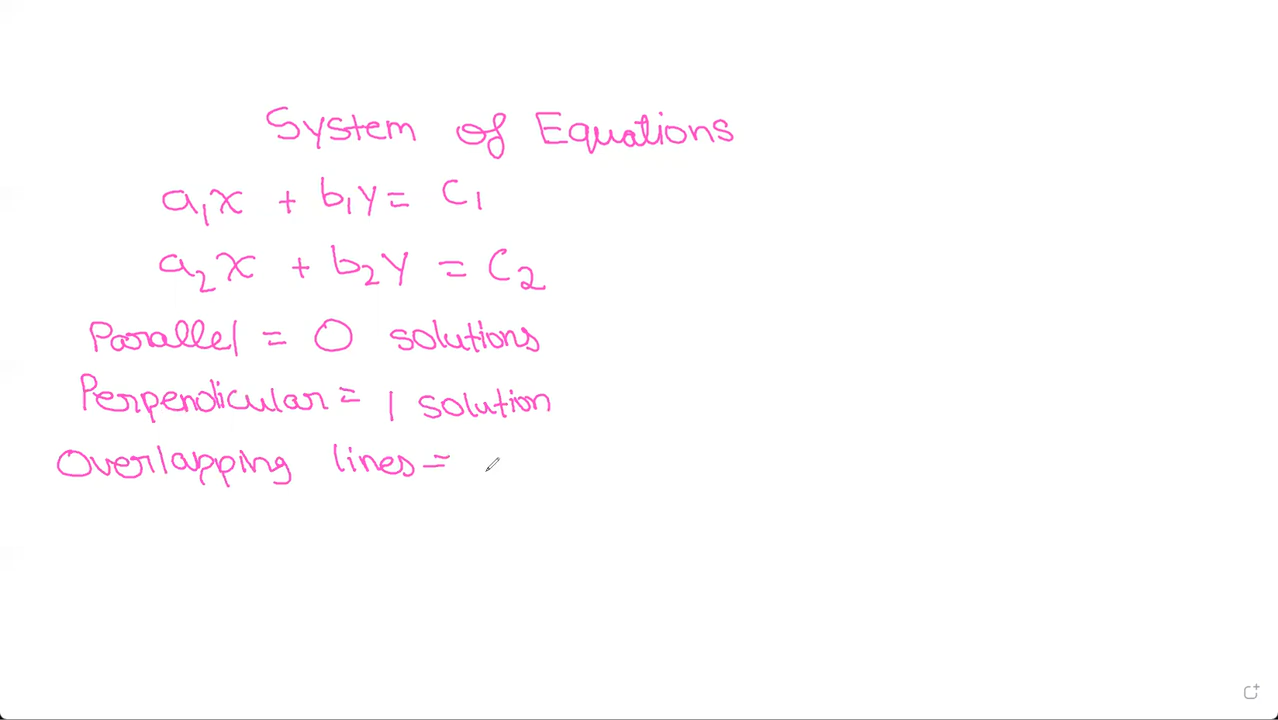 System of Equations
a₁x + b₁y = C₁
a₂x + b₂y = C₂
Parallel = 0 solutions
Perpendicular = 1 solution
Overlapping lines =